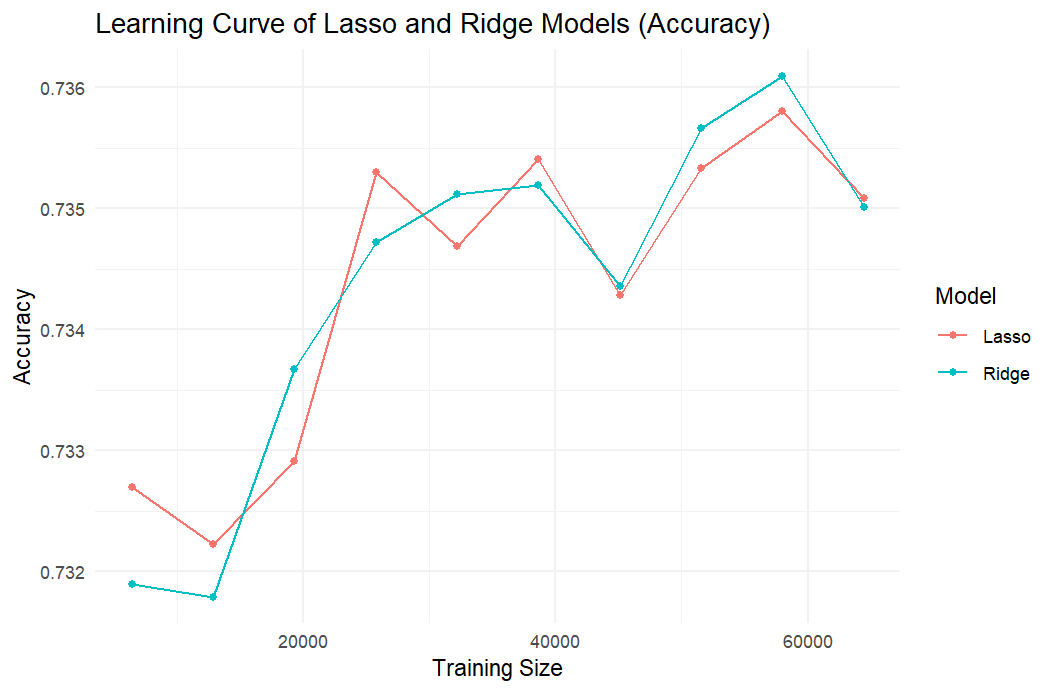 Learning Curve of Lasso and Ridge Models (Accuracy)
0.736
0.735
0.734
0.733
0.732
Accuracy
20000
40000
60000
Training Size
Model
Lasso
Ridge